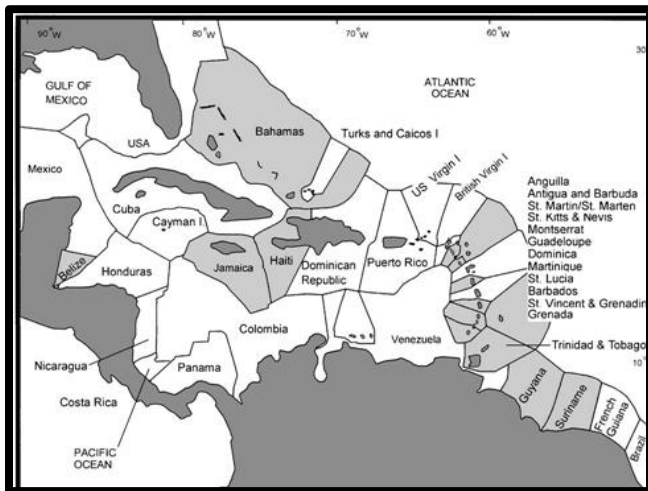 90°W
80°W
70°W
60°W
30
GULF OF
MEXICO
ATLANTIC
OCEAN
Bahamas
Turks and Caicos I
USA
US Virgin I
British Virgin I
Mexico
Cuba
Cayman I.
Anguilla
Antigua and Barbuda
St. Martin/St. Marten
St. Kitts & Nevis
Montserrat
Guadeloupe
Dominica
Martinique
St. Lucia
Barbados
St. Vincent & Grenadin
Grenada
Belize
Honduras
Jamaica
Haiti
Dominican
Republic
Puerto Rico
Colombia
Venezuela
Trinidad & Tobago
Nicaragua
Panama
10°
Costa Rica
Guyana
Suriname
French
Guiana
Brazil
PACIFIC
OCEAN